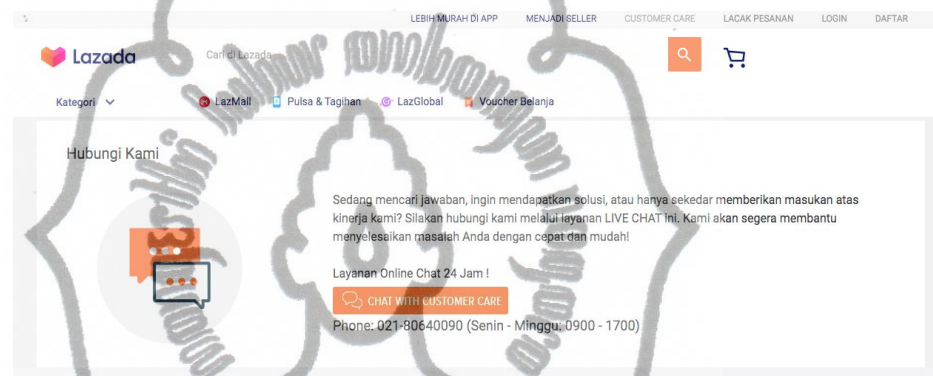 LEBIH MURAH DI APP MENJADI SELLER CUSTOMER CARE LACAK PESANAN LOGIN DAFTAR
Lazada Cari di Lazada
Kategori LazMall Pulsa & Tagihan LazGlobal Voucher Belanja
Hubungi Kami
Sedang mencari jawaban, ingin mendapatkan solusi, atau hanya sekedar memberikan masukan atas
kinerja kami? Silakan hubungi kami melalui layanan LIVE CHAT ini. Kami akan segera membantu
menyelesaikan masalah Anda dengan cepat dan mudah!
Layanan Online Chat 24 Jam !
CHAT WITH CUSTOMER CARE
Phone: 021-80640090 (Senin - Minggu: 0900 - 1700)